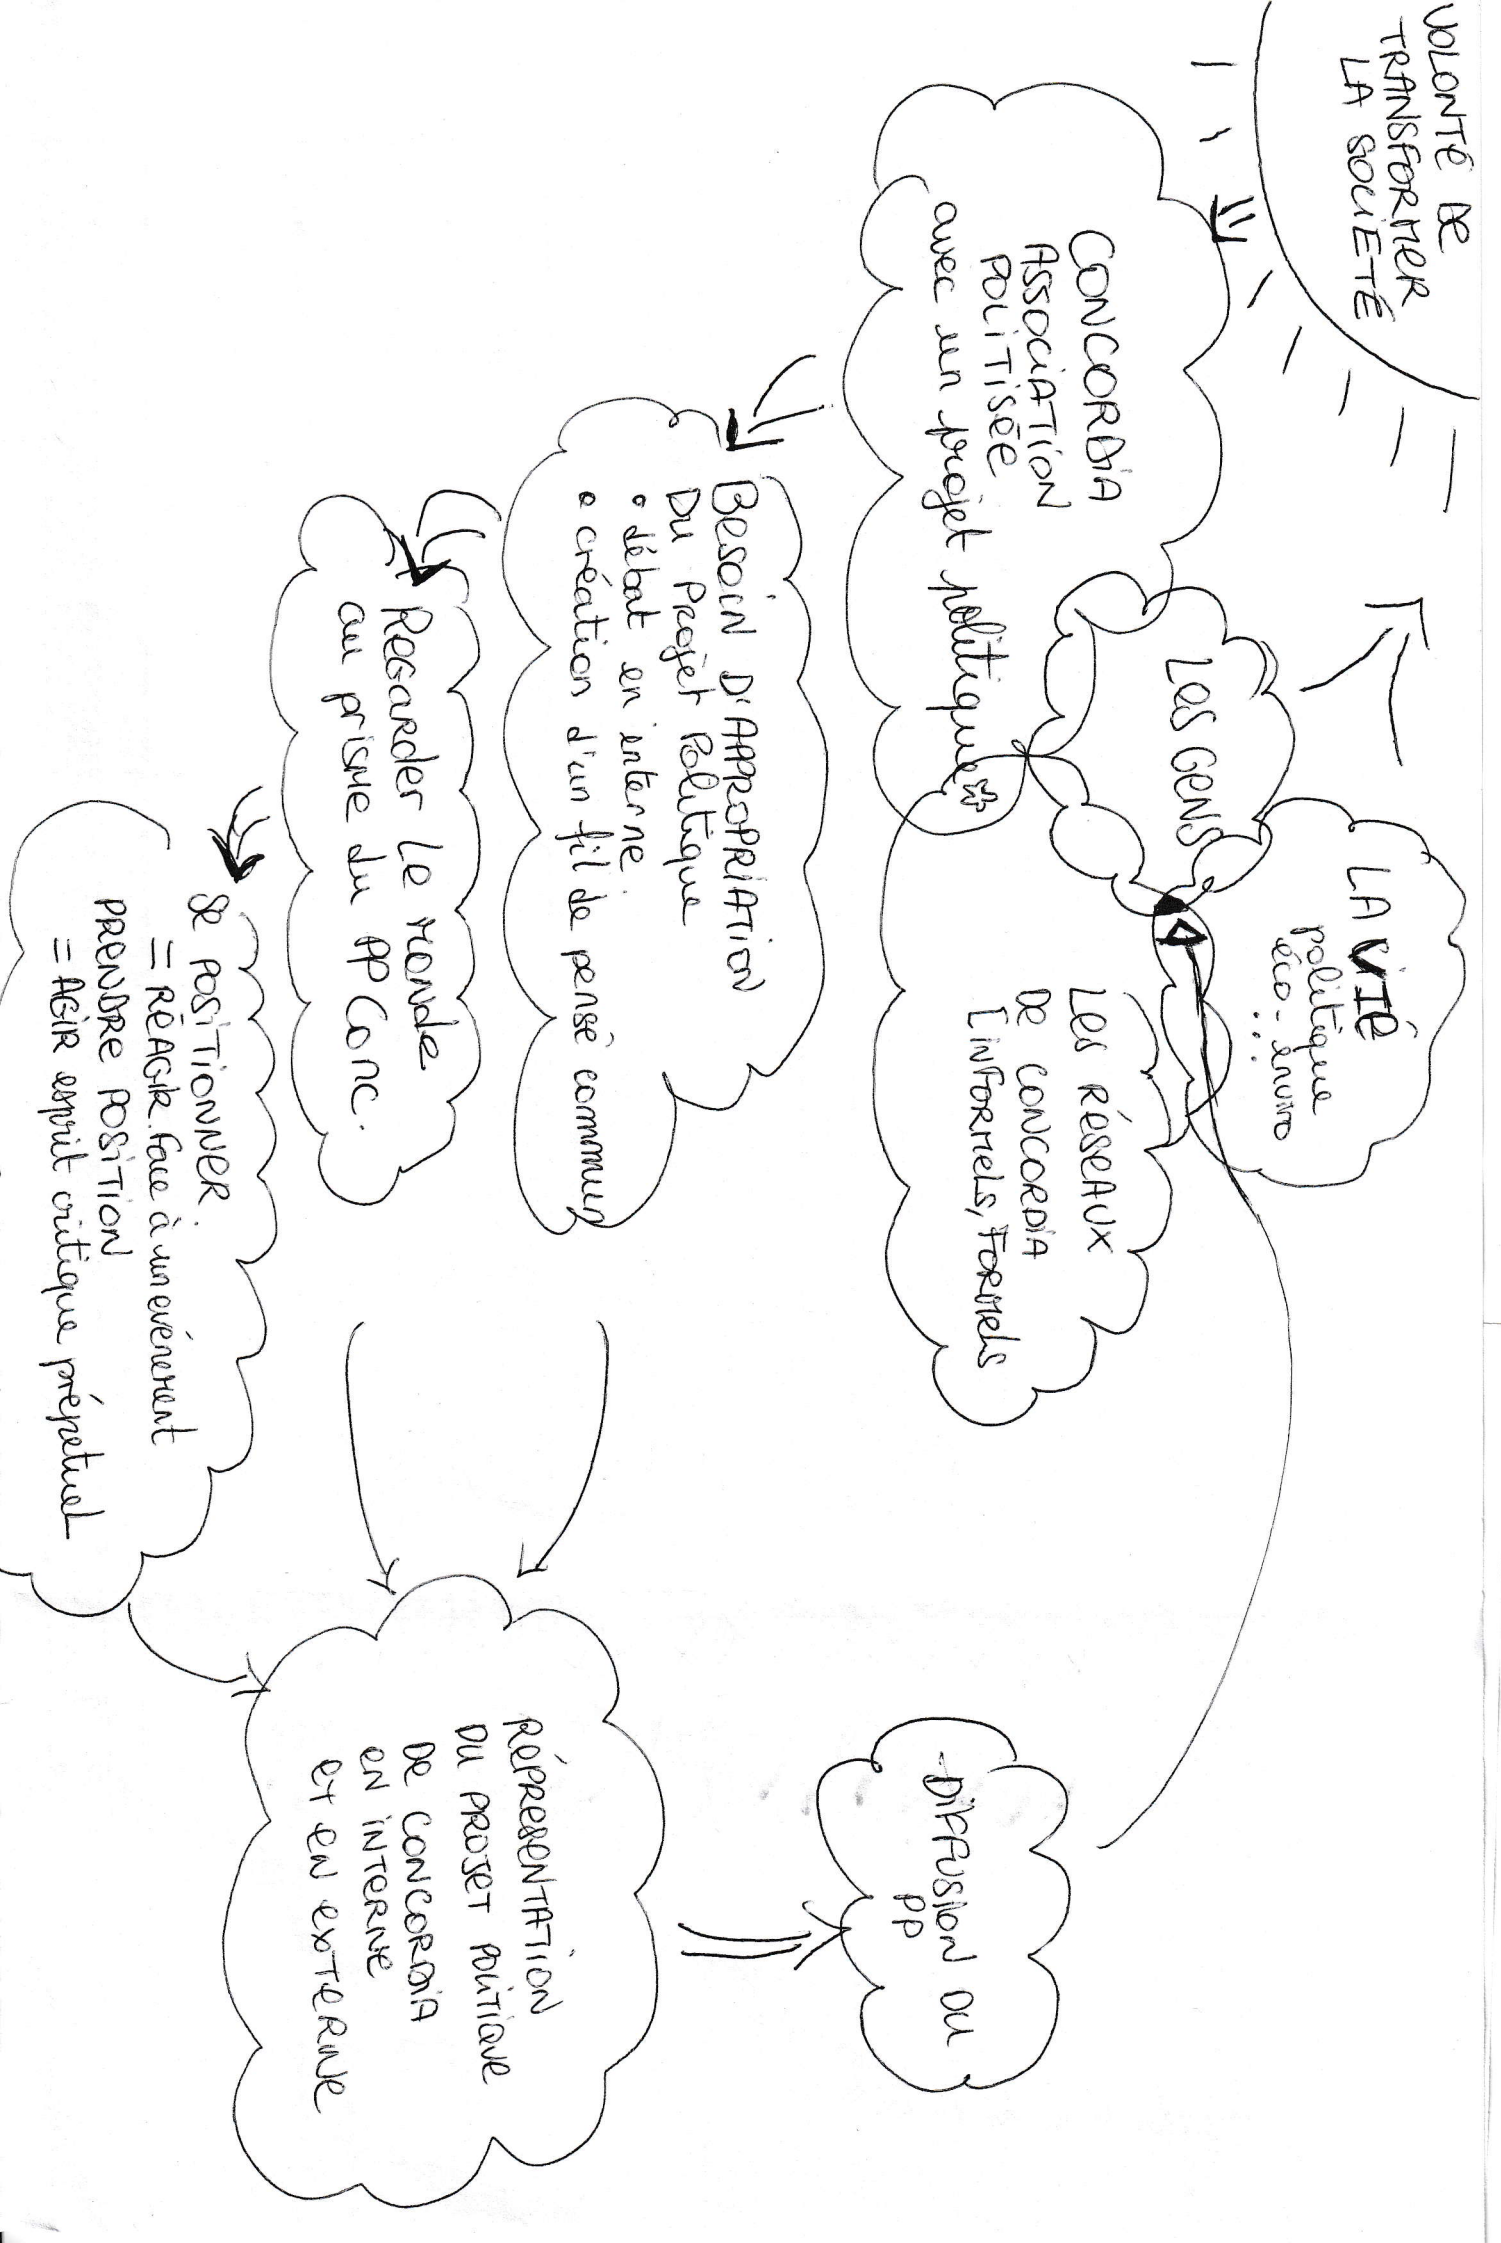 VOLONTÉ DE
TRANSFORMER
LA SOCIÉTÉ
CONCORDIA
ASSOCIATION
POLITISÉE
avec un projet politique
LES GENS
LA VIE
politique
éco - enviro
...
LES RÉSEAUX
DE CONCORDIA
[INFORMELS, FORMELS
BESOIN D'APPROPRIATION
DU PROJET POLITIQUE
• débat en interne
• création d'un fil de pensé commun
REGARDER LE MONDE
au prisme du PP Conc.
SE POSITIONNER
= RÉAGIR face à un evénement
PRENDRE POSITION
= AGIR esprit critique prépetuel
RÉPRESENTATION
DU PROJET POLITIQUE
DE CONCORDIA
EN INTERNE
ET EN EXTERNE
DIFFUSION DU
PP